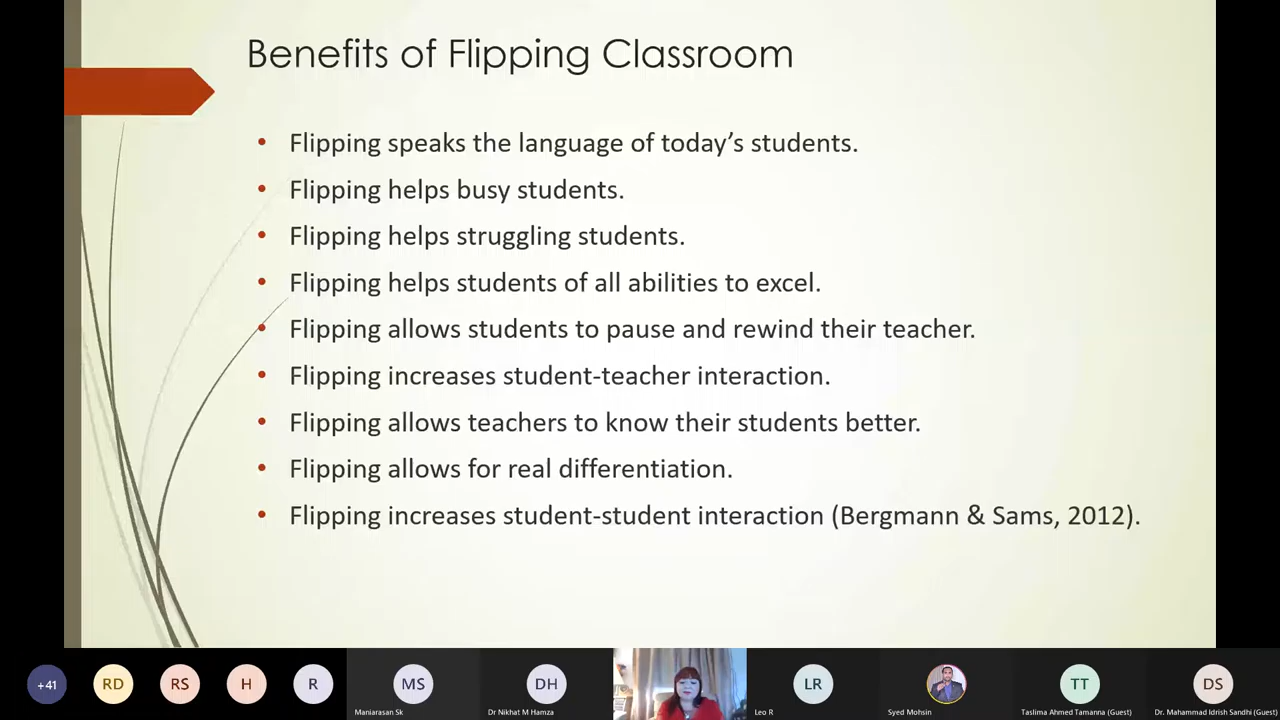 Benefits of Flipping Classroom
• Flipping speaks the language of today’s students.
• Flipping helps busy students.
• Flipping helps struggling students.
• Flipping helps students of all abilities to excel.
• Flipping allows students to pause and rewind their teacher.
• Flipping increases student-teacher interaction.
• Flipping allows teachers to know their students better.
• Flipping allows for real differentiation.
• Flipping increases student-student interaction (Bergmann & Sams, 2012).
+41 RD RS H R MS DH LR TT DS
Maniarasan Sk Dr Nikhat M Hamza Leo R Syed Mohsin Taslima Ahmed Tamanna (Guest) Dr. Mahammad Idrish Sandhi (Guest)